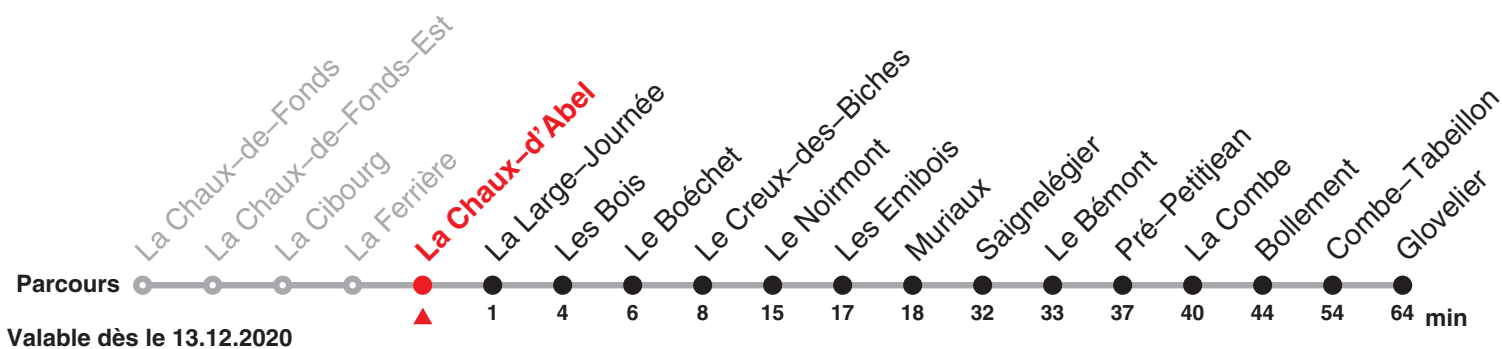 La Chaux–de–Fonds
La Chaux–de–Fonds–Est
La Cibourg
La Ferrière
La Chaux–d'Abel
La Large–Journée
Les Bois
Le Boéchet
Le Creux–des–Biches
Le Noirmont
Les Emibois
Muriaux
Saignelégier
Le Bémont
Pré–Petitjean
La Combe
Bollement
Combe–Tabeillon
Glovelier
Parcours
1 4 6 8 15 17 18 32 33 37 40 44 54 64 min
Valable dès le 13.12.2020